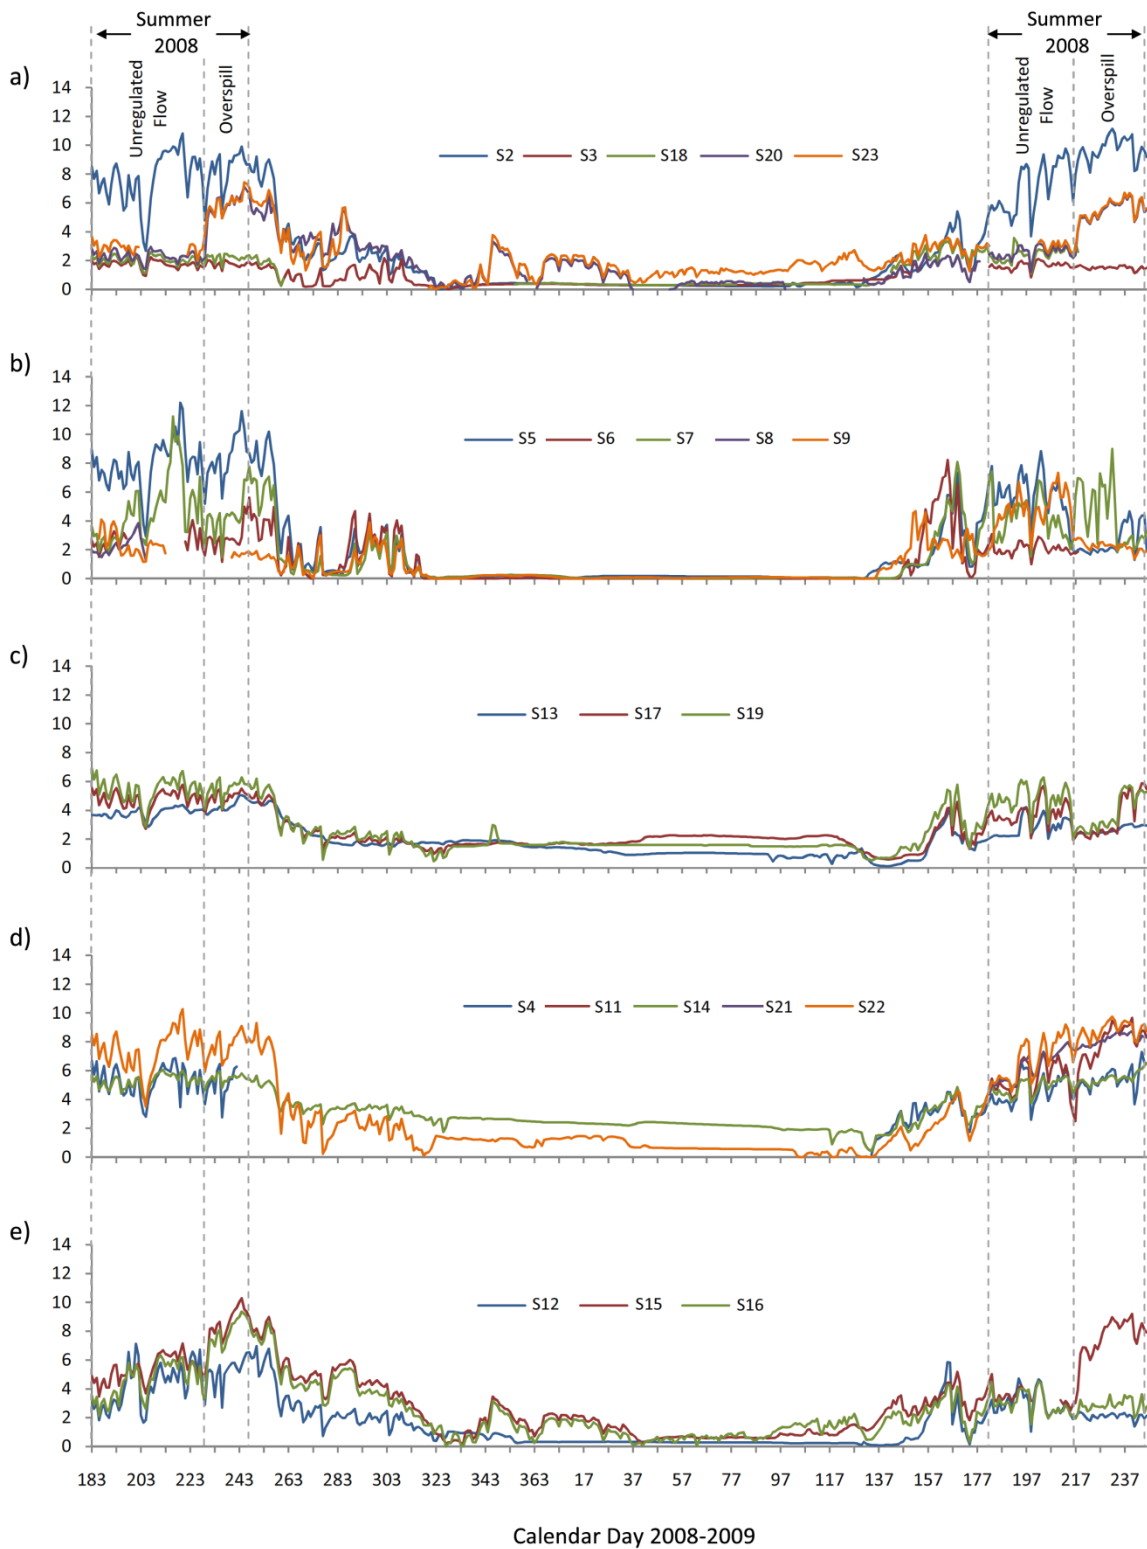 Summer
2008
Summer
2008
a)
Unregulated
Flow
Overspill
Unregulated
Flow
Overspill
14
12
10
8
6
4
2
0
S2 S3 S18 S20 S23
b)
14
12
10
8
6
4
2
0
S5 S6 S7 S8 S9
c)
14
12
10
8
6
4
2
0
S13 S17 S19
d)
14
12
10
8
6
4
2
0
S4 S11 S14 S21 S22
e)
14
12
10
8
6
4
2
0
S12 S15 S16
183 203 223 243 263 283 303 323 343 363 17 37 57 77 97 117 137 157 177 197 217 237
Calendar Day 2008-2009